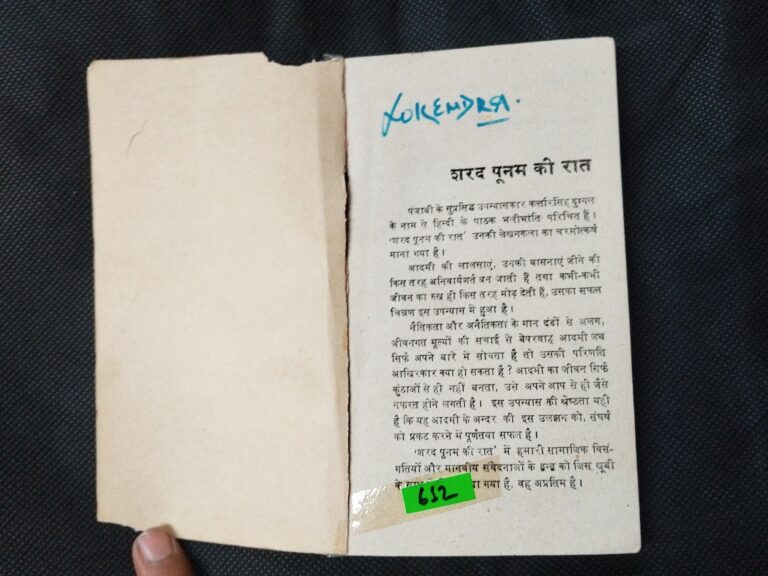 LOKENDRA.
शरद पूनम की रात
पंजाबी के सुप्रसिद्ध उपन्यासकार कर्त्तारसिंह दुग्गल
के नाम से हिन्दी के पाठक भलीभांति परिचित हैं।
'शरद पूनम की रात' उनकी लेखनकला का चरमोत्कर्ष
माना गया है।
आदमी की लालसाएं, उनकी वासनाएं जीने की
किस तरह अनिवार्यशर्त बन जाती हैं तथा कभी-कभी
जीवन का रुख ही किस तरह मोड़ देती हैं, उसका सफल
चित्रण इस उपन्यास में हुआ है।
नैतिकता और अनैतिकता के मान दंडों से अलग,
जीवनगत मूल्यों की सचाई से बेपरवाह आदमी जब
सिर्फ अपने बारे में सोचता है तो उसकी परिणति
आखिरकार क्या हो सकता है? आदमी का जीवन सिर्फ
कुंठाओं से ही नहीं बनता, उसे अपने आप से ही जैसे
नफरत होने लगती है। इस उपन्यास की श्रेष्ठता यही
है कि यह आदमी के अन्दर की इस उलझन को, संघर्ष
को प्रकट करने में पूर्णतया सफल है।
'शरद पूनम की रात' में हमारी सामाजिक विसं-
गतियों और मानवीय संवेदनाओं के द्वन्द्व को जिस खूबी
के गया है, वह अप्रतिम है।
652